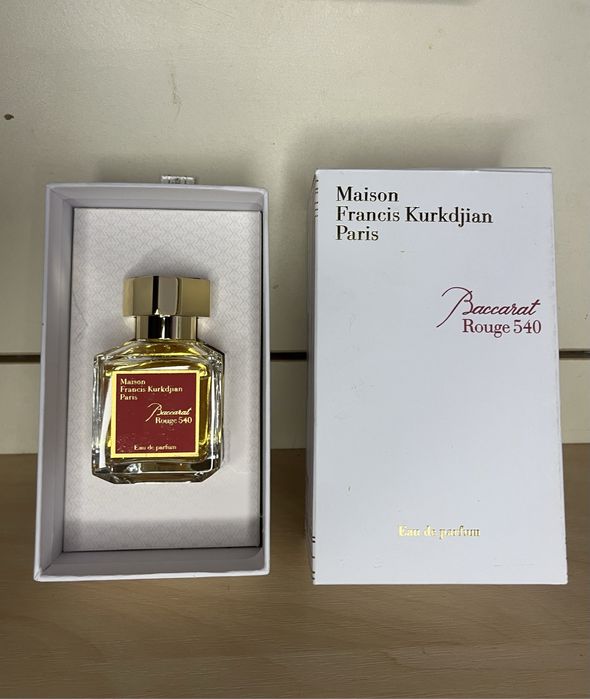 Maison
Francis Kurkdjian
Paris
Baccarat
Rouge 540
Eau de parfum
Maison
Francis Kurkdjian
Paris
Baccarat
Rouge 540
Eau de parfum